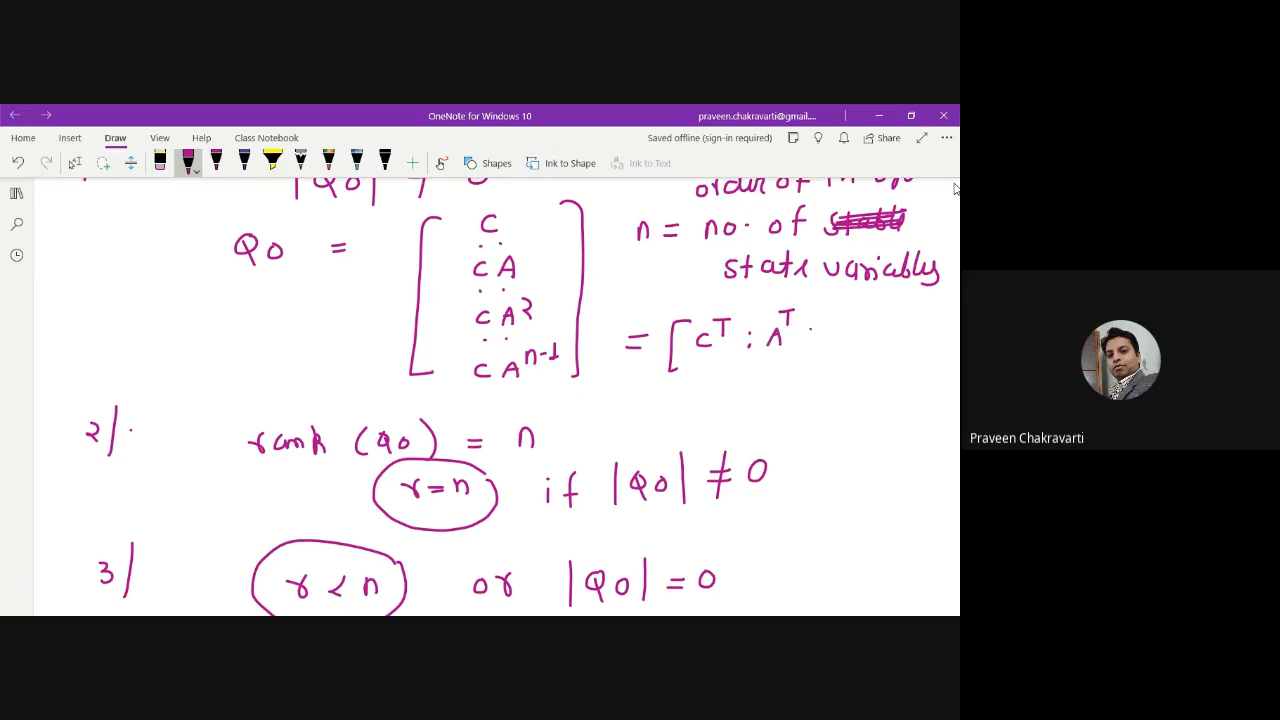 OneNote for Windows 10
praveen.chakravarti@gmail....
Home Insert Draw View Help Class Notebook
Saved offline (sign-in required) Share
Shapes Ink to Shape Ink to Text
|Qo| ≠ 0
order of
Qo = [ C
CA
CA²
CA^{n-1} ]
n = no. of
state variably
= [ C^T : A^T
2/ rank (Qo) = n
r = n if |Qo| ≠ 0
3/ r < n or |Qo| = 0
Praveen Chakravarti